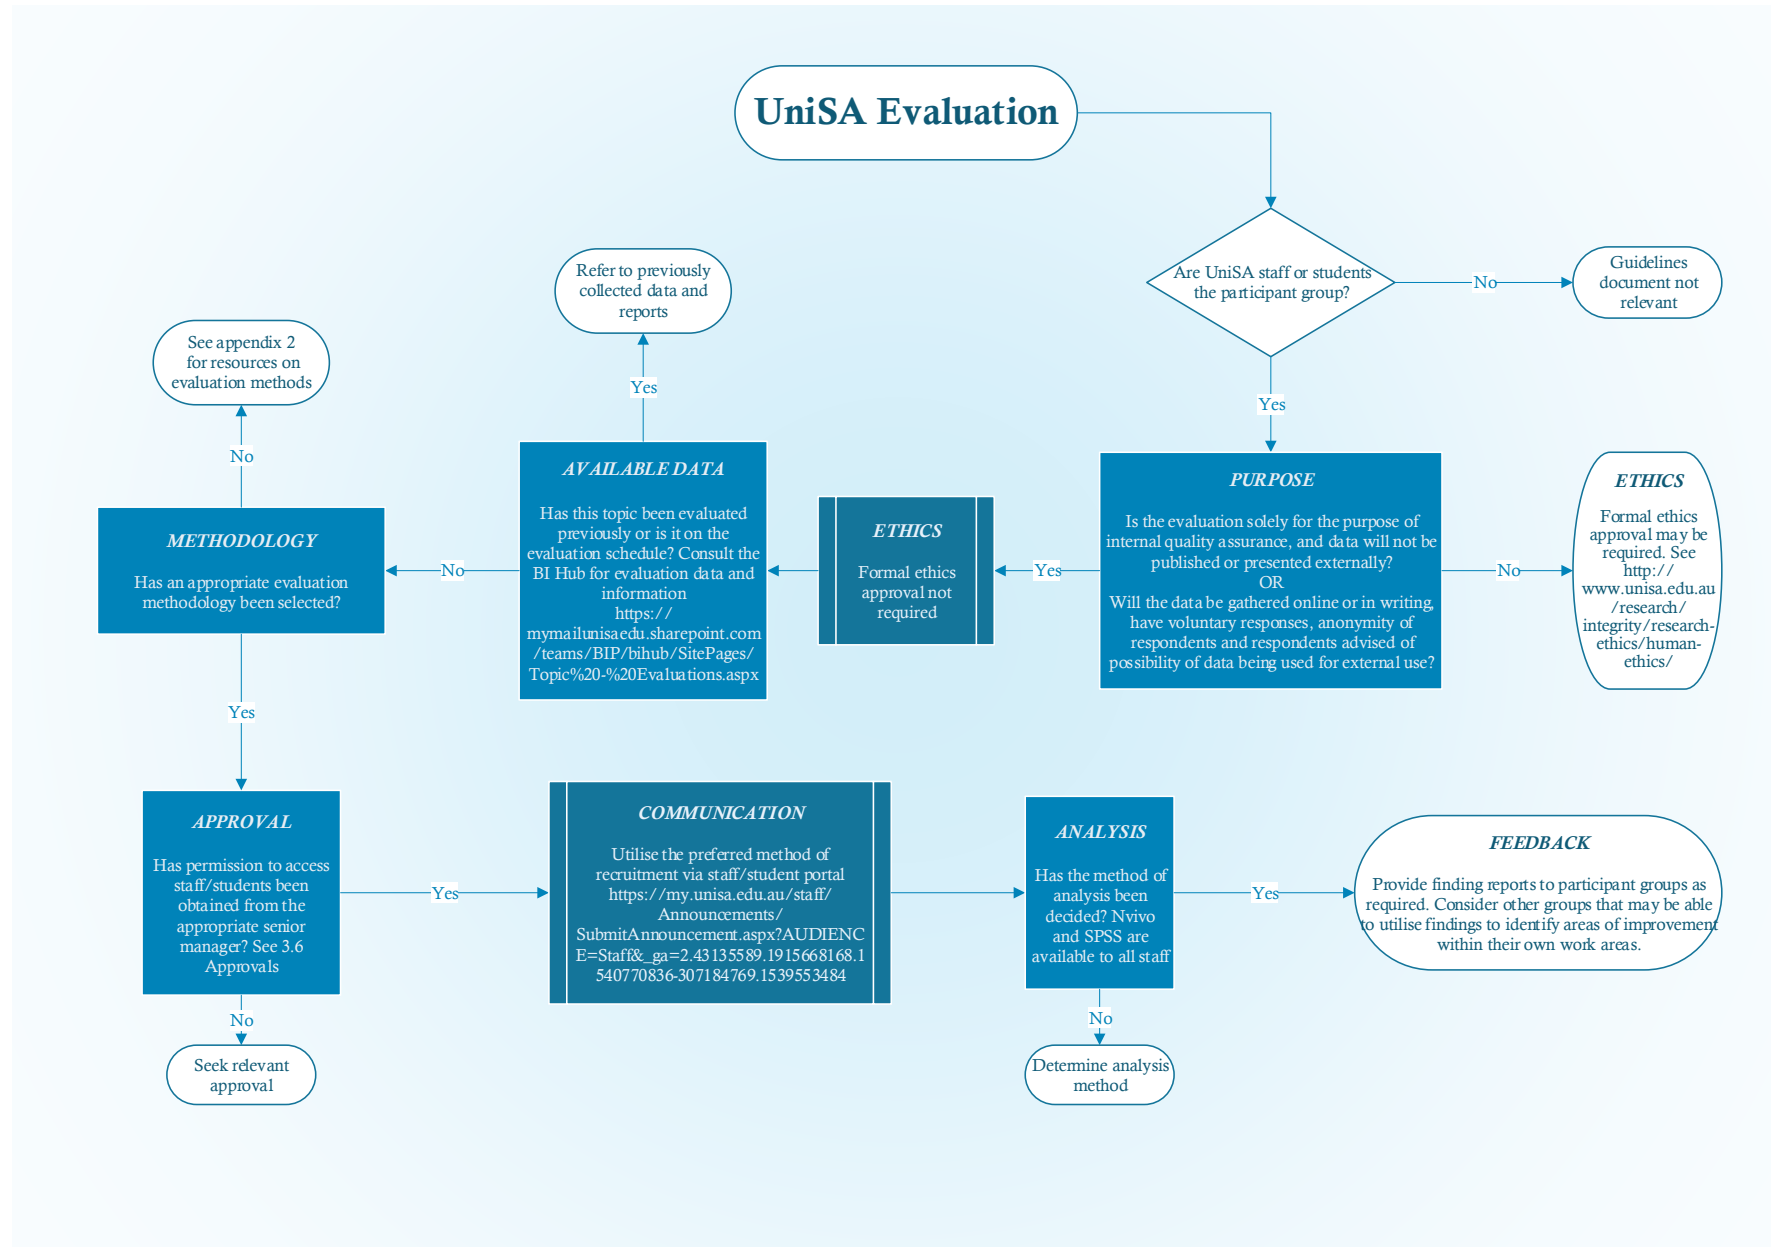 UniSA Evaluation
Are UniSA staff or students
the participant group?
No
Guidelines
document not
relevant
Yes
PURPOSE
Is the evaluation solely for the purpose of
internal quality assurance, and data will not be
published or presented externally?
OR
Will the data be gathered online or in writing,
have voluntary responses, anonymity of
respondents and respondents advised of
possibility of data being used for external use?
No
ETHICS
Formal ethics
approval may be
required. See
http://
www.unisa.edu.au
/research/
integrity/research-
ethics/human-
ethics/
Yes
ETHICS
Formal ethics
approval not
required
AVAILABLE DATA
Has this topic been evaluated
previously or is it on the
evaluation schedule? Consult the
BI Hub for evaluation data and
information
https://
mymailunisaedu.sharepoint.com
/teams/BIP/bihub/SitePages/
Topic%20-%20Evaluations.aspx
Yes
Refer to previously
collected data and
reports
No
METHODOLOGY
Has an appropriate evaluation
methodology been selected?
No
See appendix 2
for resources on
evaluation methods
Yes
APPROVAL
Has permission to access
staff/students been
obtained from the
appropriate senior
manager? See 3.6
Approvals
No
Seek relevant
approval
Yes
COMMUNICATION
Utilise the preferred method of
recruitment via staff/student portal
https://my.unisa.edu.au/staff/
Announcements/
SubmitAnnouncement.aspx?AUDIENC
E=Staff&_ga=2.43135589.1915668168.1
540770836-307184769.1539553484
ANALYSIS
Has the method of
analysis been
decided? Nvivo
and SPSS are
available to all staff
No
Determine analysis
method
Yes
FEEDBACK
Provide finding reports to participant groups as
required. Consider other groups that may be able
to utilise findings to identify areas of improvement
within their own work areas.